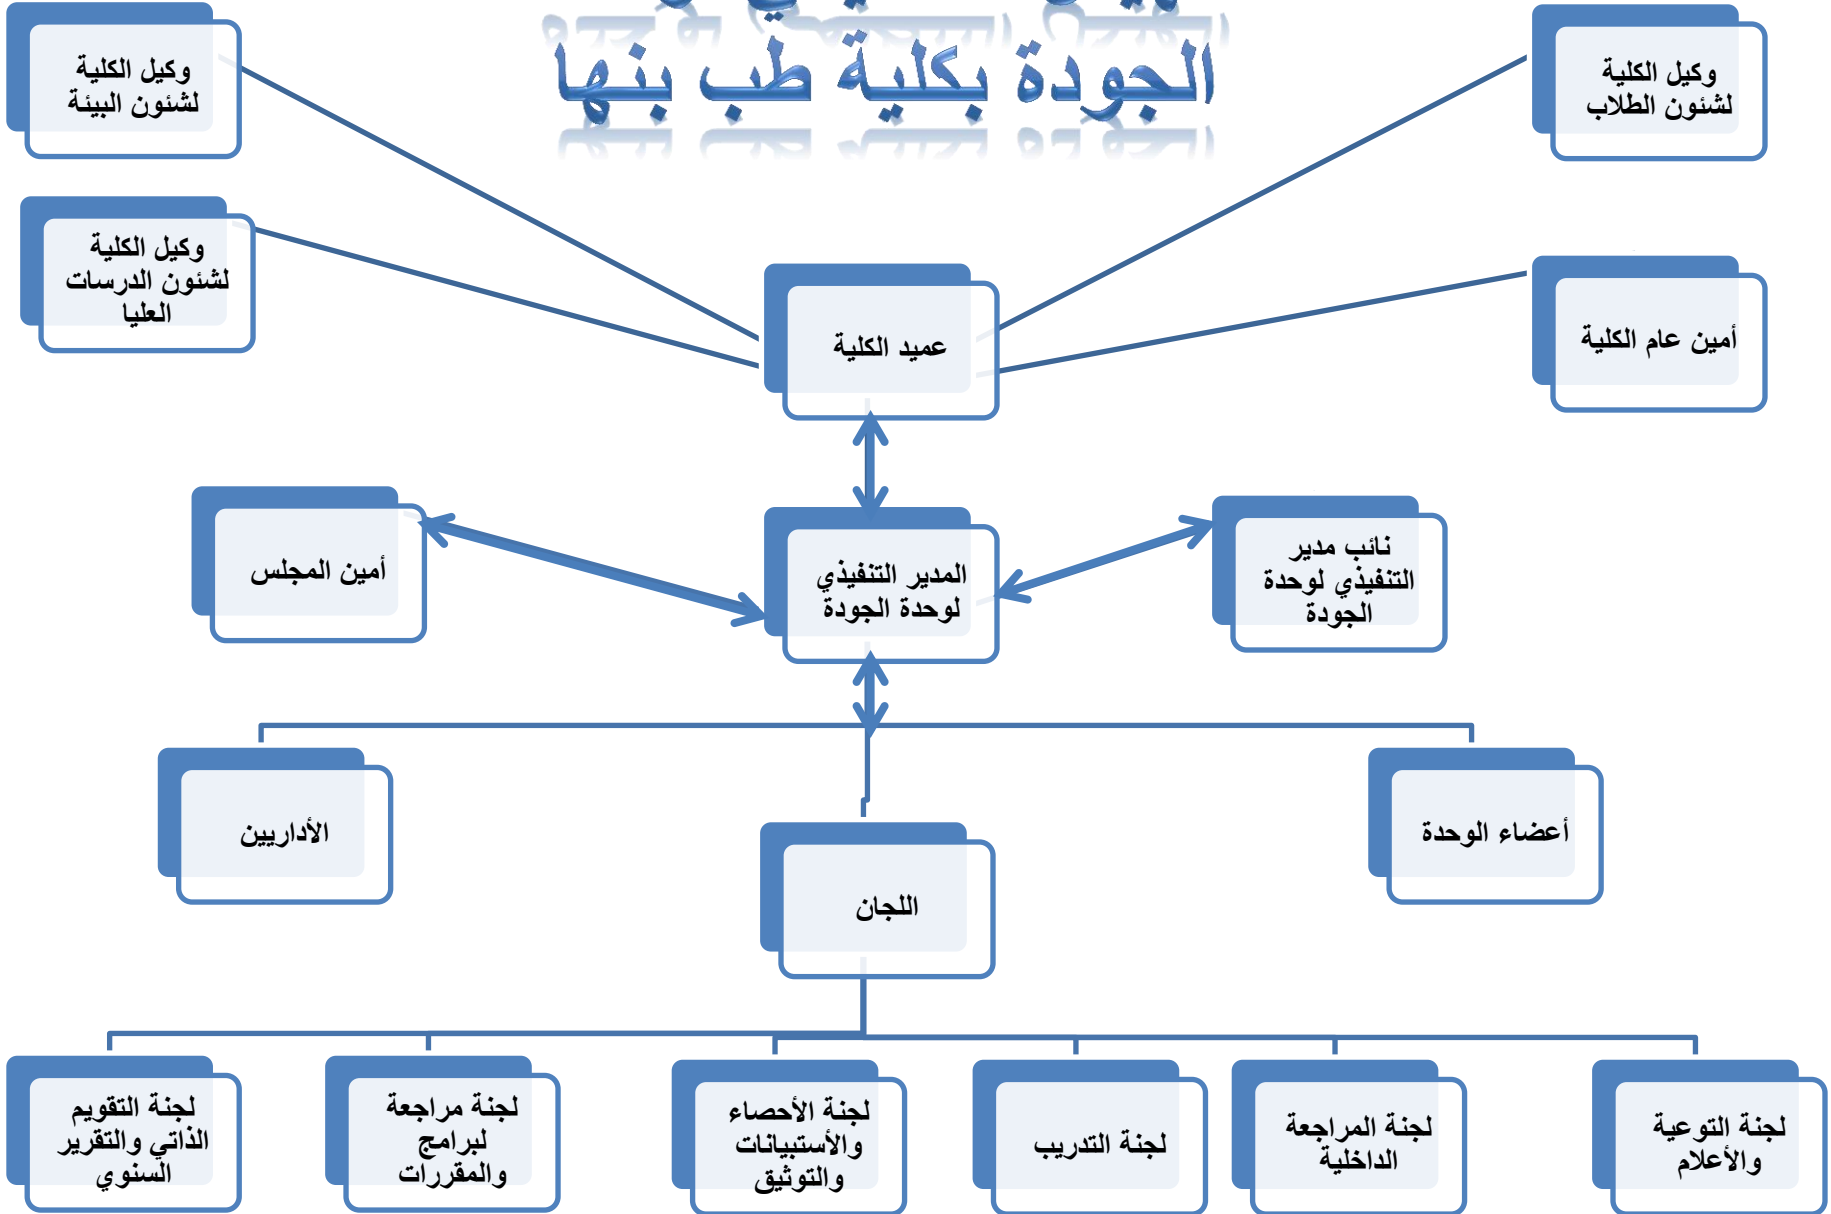 الجودة بكلية طب بنها
وكيل الكلية
لشئون الطلاب
وكيل الكلية
لشئون البيئة
أمين عام الكلية
وكيل الكلية
لشئون الدرسات
العليا
عميد الكلية
نائب مدير
التنفيذي لوحدة
الجودة
المدير التنفيذي
لوحدة الجودة
أمين المجلس
أعضاء الوحدة
اللجان
الأداريين
لجنة التوعية
والأعلام
لجنة المراجعة
الداخلية
لجنة التدريب
لجنة الأحصاء
والأستبيانات
والتوثيق
لجنة مراجعة
لبرامج
والمقررات
لجنة التقويم
الذاتي والتقرير
السنوي